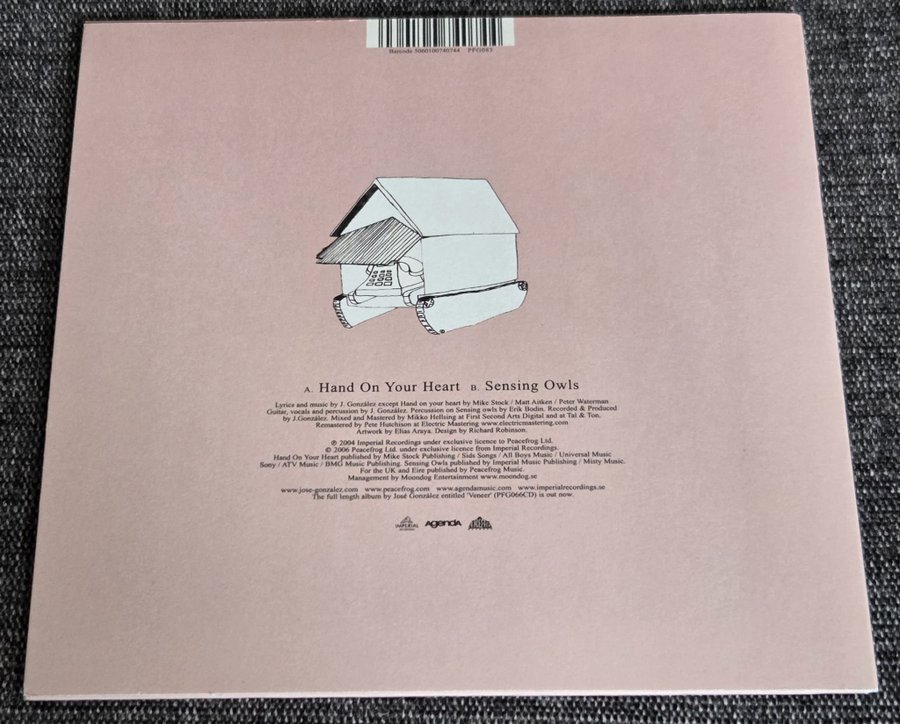 Barcode 5060100740744 PFG083
A. Hand On Your Heart B. Sensing Owls
Lyrics and music by J. González except Hand on your heart by Mike Stock / Matt Aitken / Peter Waterman
Guitar, vocals and percussion by J. González. Percussion on Sensing owls by Erik Bodin. Recorded & Produced
by J.González. Mixed and Mastered by Mikko Hellsing at First Second Arts Digital and at Tal & Ton.
Remastered by Pete Hutchison at Electric Mastering www.electricmastering.com
Artwork by Elias Araya. Design by Richard Robinson.
℗ 2004 Imperial Recordings under exclusive licence to Peacefrog Ltd.
© 2006 Peacefrog Ltd. under exclusive licence from Imperial Recordings.
Hand On Your Heart published by Mike Stock Publishing / Sids Songs / All Boys Music / Universal Music
Sony / ATV Music / BMG Music Publishing. Sensing Owls published by Imperial Music Publishing / Misty Music.
For the UK and Eire published by Peacefrog Music.
Management by Moondog Entertainment www.moondog.se
www.jose-gonzalez.com www.peacefrog.com www.agendamusic.com www.imperialrecordings.se
The full length album by José González entitled 'Veneer' (PFG066CD) is out now.
IMPERIAL AGENDA